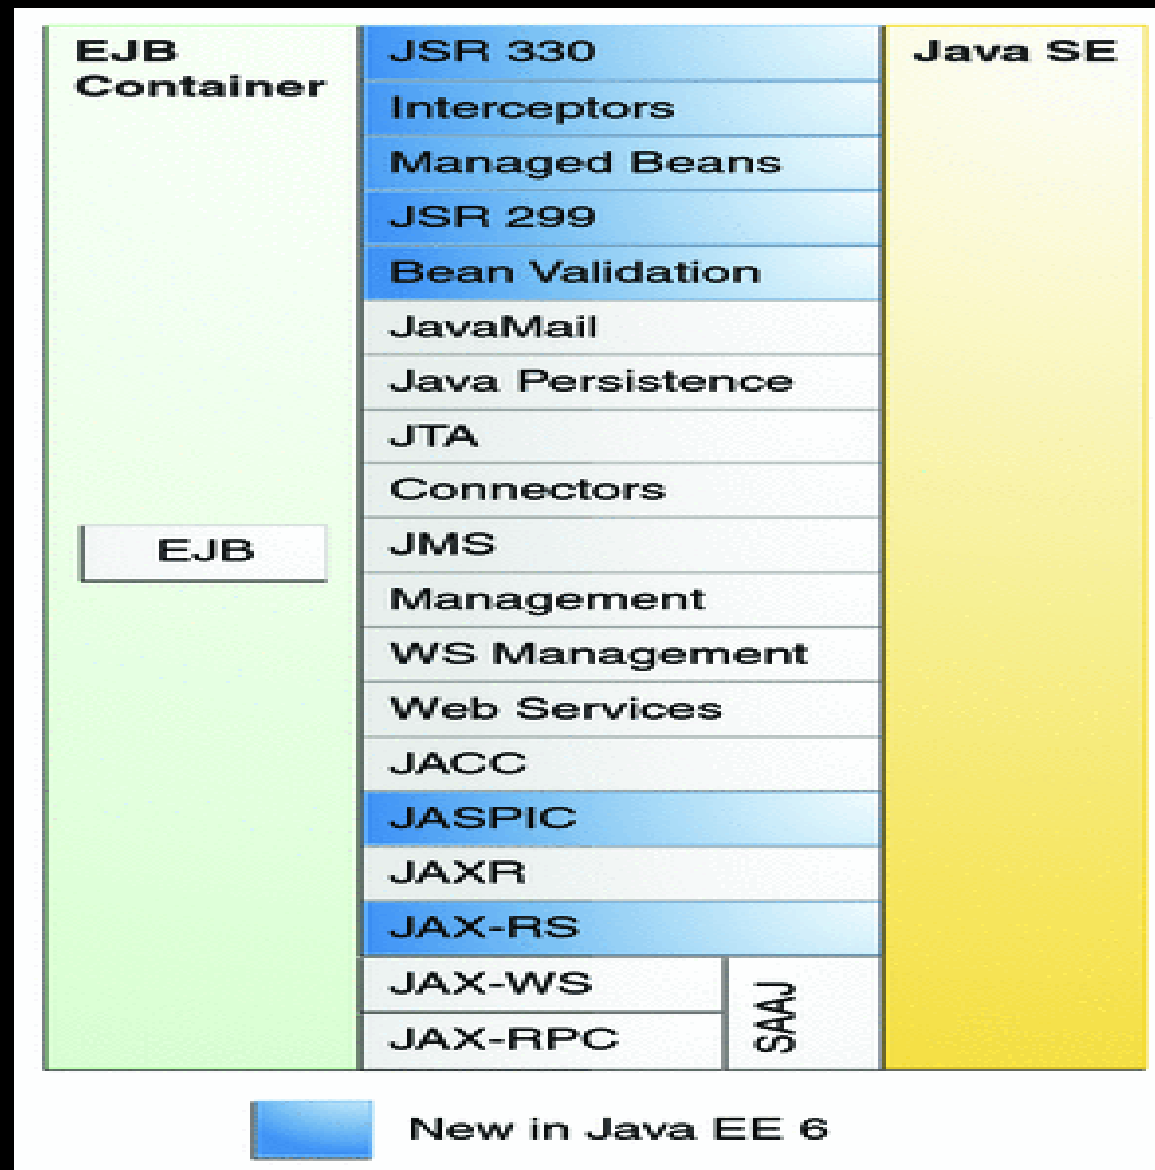 EJB
Container
EJB
JSR 330
Interceptors
Managed Beans
JSR 299
Bean Validation
JavaMail
Java Persistence
JTA
Connectors
JMS
Management
WS Management
Web Services
JACC
JASPIC
JAXR
JAX-RS
JAX-WS
JAX-RPC
SAAJ
Java SE
New in Java EE 6